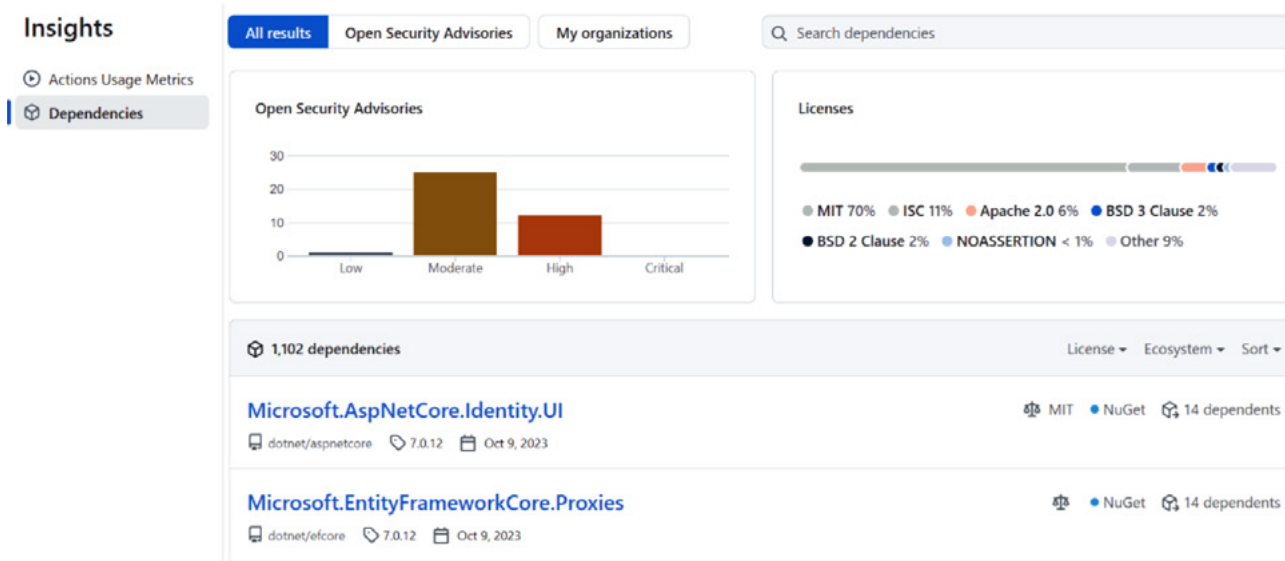 Insights
Actions Usage Metrics
Dependencies
All results Open Security Advisories My organizations Search dependencies
Open Security Advisories
30
20
10
0
Low Moderate High Critical
Licenses
MIT 70% ISC 11% Apache 2.0 6% BSD 3 Clause 2%
BSD 2 Clause 2% NOASSERTION < 1% Other 9%
1,102 dependencies License Ecosystem Sort
Microsoft.AspNetCore.Identity.UI MIT NuGet 14 dependents
dotnet/aspnetcore 7.0.12 Oct 9, 2023
Microsoft.EntityFrameworkCore.Proxies NuGet 14 dependents
dotnet/efcore 7.0.12 Oct 9, 2023